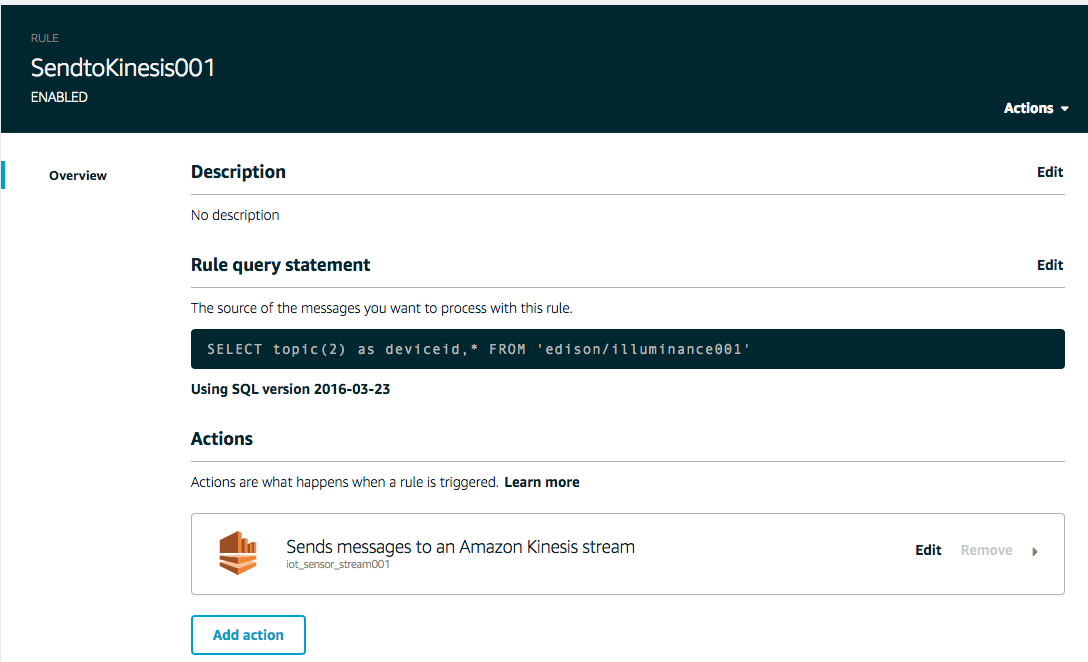 RULE
SendtoKinesis001
ENABLED
Actions
Overview
Description
Edit
No description
Rule query statement
Edit
The source of the messages you want to process with this rule.
SELECT topic(2) as deviceid,* FROM 'edison/illuminance001'
Using SQL version 2016-03-23
Actions
Actions are what happens when a rule is triggered. Learn more
Sends messages to an Amazon Kinesis stream
iot_sensor_stream001
Edit Remove
Add action